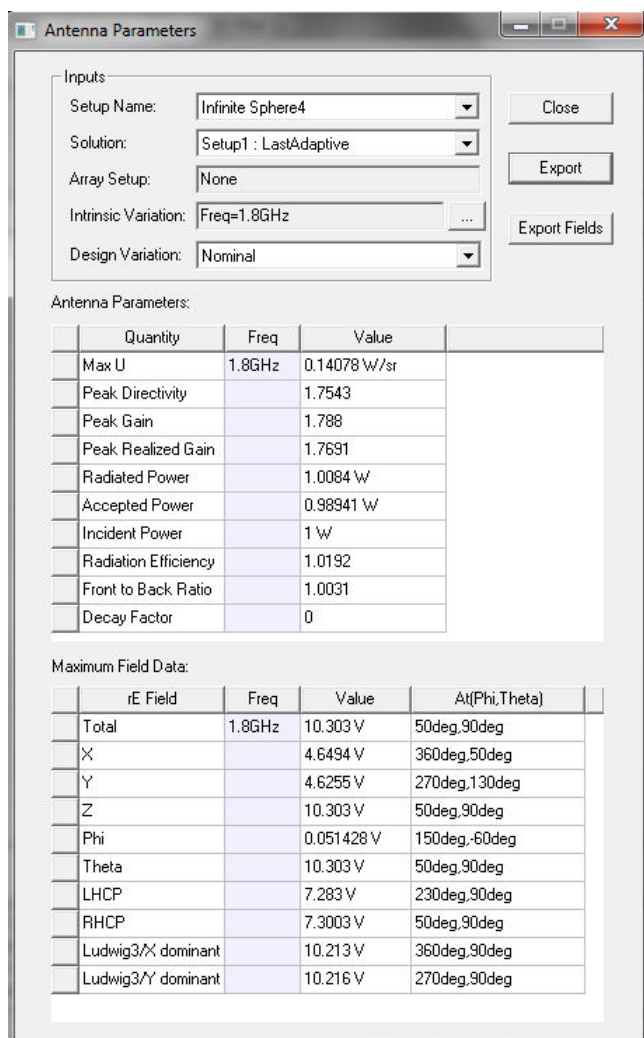 Antenna Parameters
Inputs
Setup Name: Infinite Sphere4 Close
Solution: Setup1 : LastAdaptive
Array Setup: None Export
Intrinsic Variation: Freq=1.8GHz ... Export Fields
Design Variation: Nominal
Antenna Parameters:
Quantity Freq Value
Max U 1.8GHz 0.14078 W/sr
Peak Directivity 1.7543
Peak Gain 1.788
Peak Realized Gain 1.7691
Radiated Power 1.0084 W
Accepted Power 0.98941 W
Incident Power 1 W
Radiation Efficiency 1.0192
Front to Back Ratio 1.0031
Decay Factor 0
Maximum Field Data:
rE Field Freq Value At(Phi,Theta)
Total 1.8GHz 10.303 V 50deg,90deg
X 4.6494 V 360deg,50deg
Y 4.6255 V 270deg,130deg
Z 10.303 V 50deg,90deg
Phi 0.051428 V 150deg,-60deg
Theta 10.303 V 50deg,90deg
LHCP 7.283 V 230deg,90deg
RHCP 7.3003 V 50deg,90deg
Ludwig3/X dominant 10.213 V 360deg,90deg
Ludwig3/Y dominant 10.216 V 270deg,90deg